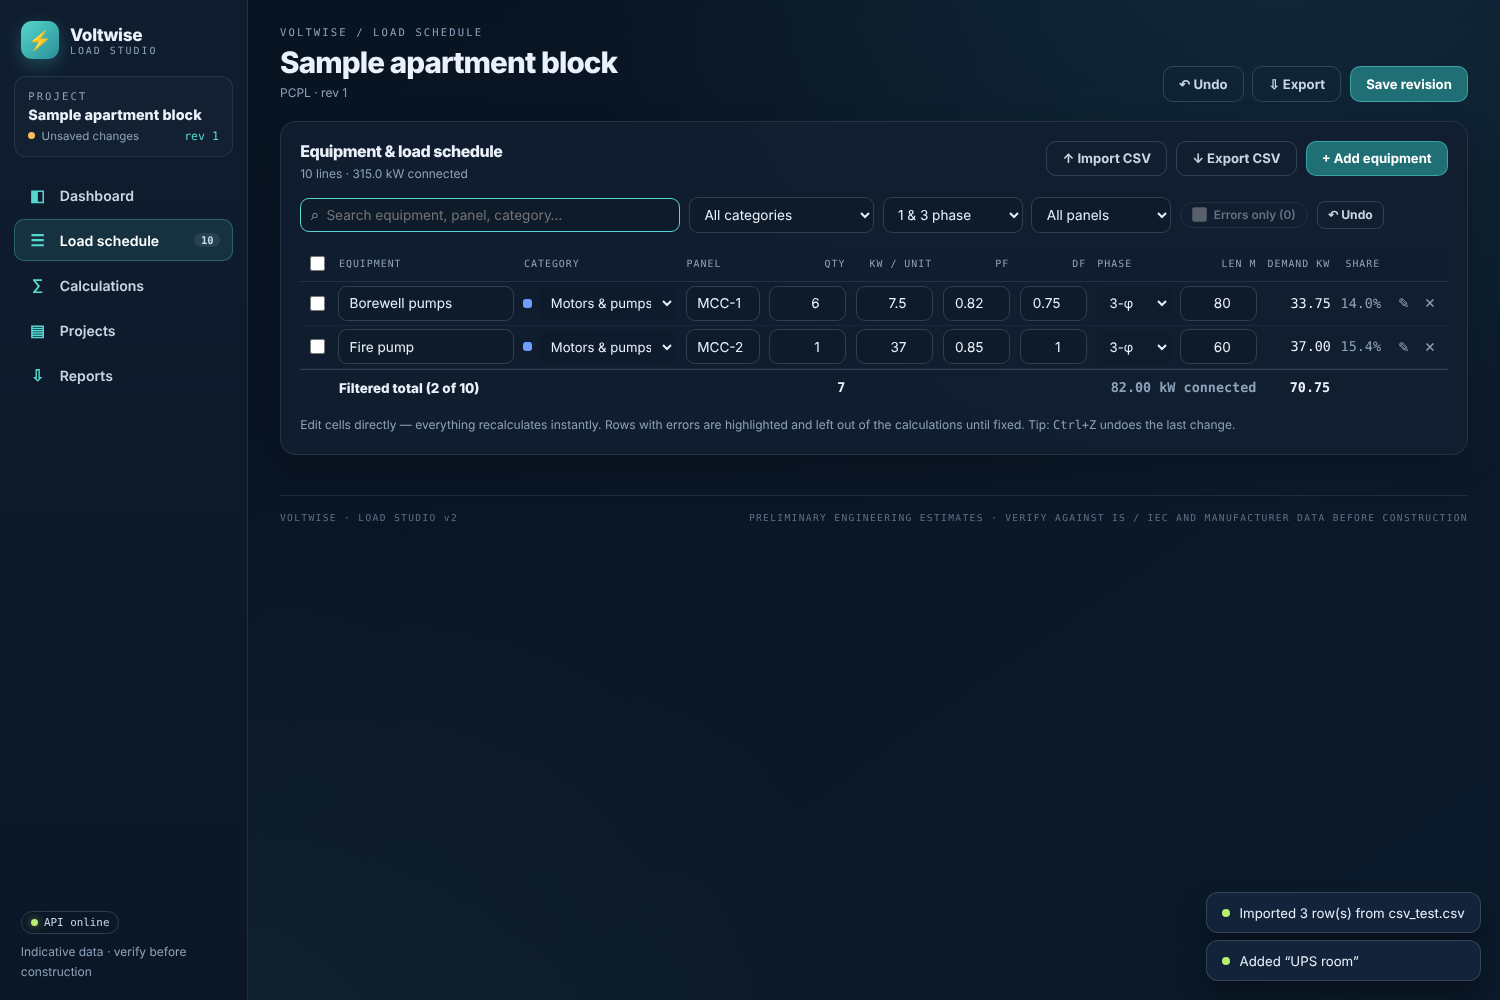 Voltwise
LOAD STUDIO
PROJECT
Sample apartment block
Unsaved changes rev 1
Dashboard
Load schedule 10
Calculations
Projects
Reports
API online
Indicative data · verify before
construction
VOLTWISE / LOAD SCHEDULE
Sample apartment block
PCPL · rev 1
↶ Undo ⇩ Export Save revision
Equipment & load schedule
10 lines · 315.0 kW connected
↑ Import CSV ↓ Export CSV + Add equipment
Search equipment, panel, category… All categories 1 & 3 phase All panels Errors only (0) ↶ Undo
EQUIPMENT CATEGORY PANEL QTY KW / UNIT PF DF PHASE LEN M DEMAND KW SHARE
Borewell pumps Motors & pumps MCC-1 6 7.5 0.82 0.75 3-φ 80 33.75 14.0% ✎ ×
Fire pump Motors & pumps MCC-2 1 37 0.85 1 3-φ 60 37.00 15.4% ✎ ×
Filtered total (2 of 10) 7 82.00 kW connected 70.75
Edit cells directly — everything recalculates instantly. Rows with errors are highlighted and left out of the calculations until fixed. Tip: Ctrl+Z undoes the last change.
VOLTWISE · LOAD STUDIO v2 PRELIMINARY ENGINEERING ESTIMATES · VERIFY AGAINST IS / IEC AND MANUFACTURER DATA BEFORE CONSTRUCTION
Imported 3 row(s) from csv_test.csv
Added “UPS room”